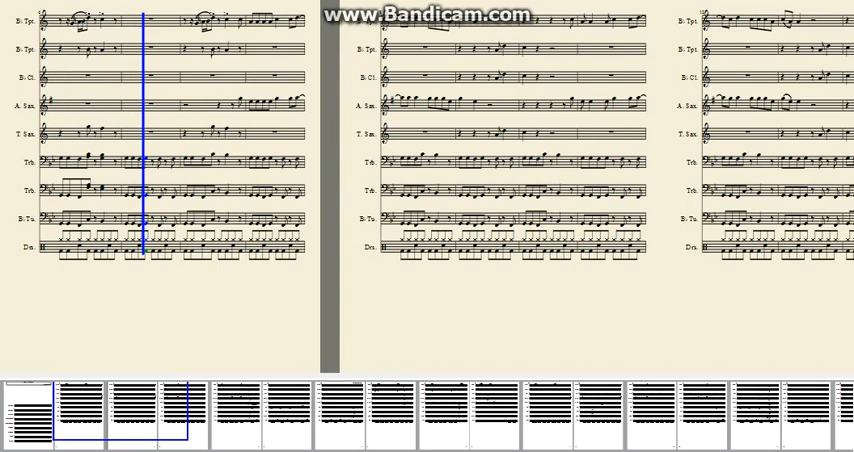 www.Bandicam.com
B♭ Tpt.
B♭ Tpt.
B♭ Cl.
A. Sax.
T. Sax.
Trb.
Trb.
B♭ Tu.
Drs.
B♭ Tpt.
B♭ Cl.
A. Sax.
T. Sax.
Trb.
Trb.
B♭ Tu.
Drs.
B♭ Tpt.
B♭ Tpt.
B♭ Cl.
A. Sax.
T. Sax.
Trb.
Trb.
B♭ Tu.
Drs.